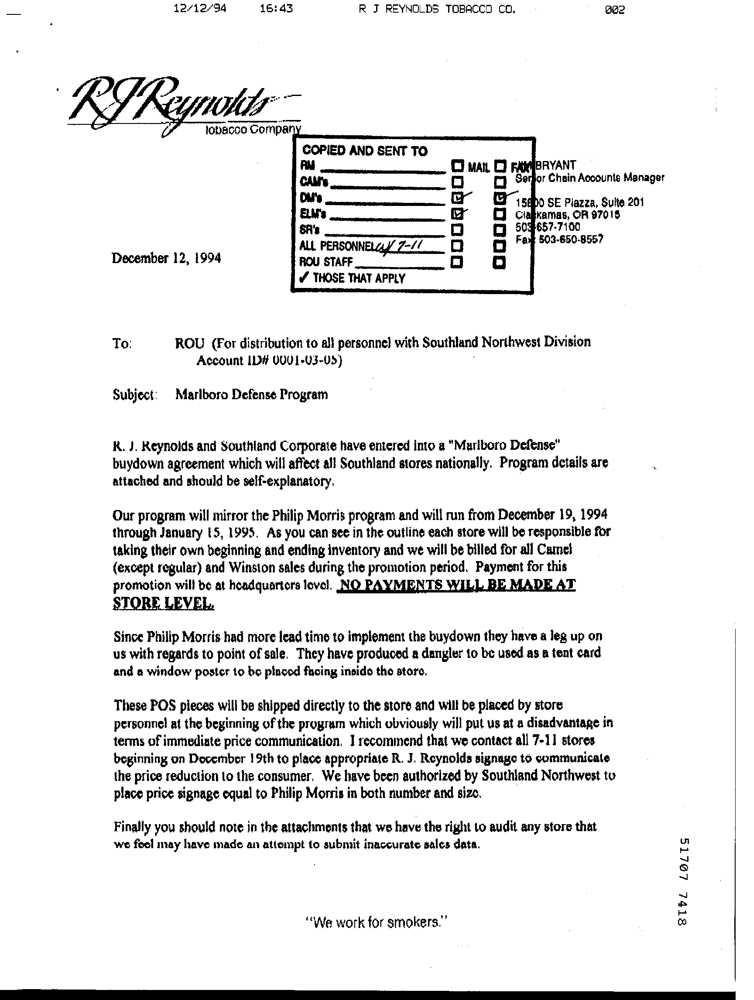 12/12/94 16:43 R J REYNOLDS TOBACCO CO. 002
RJReynolds
Tobacco Company
COPIED AND SENT TO
RM ☐ MAIL ☐ FAX
CAM's ☐ ☐
DM's ☑ ☑
ELM's ☑ ☐
SR's ☐ ☐
ALL PERSONNEL w/ 7-11 ☐ ☐
ROU STAFF ☐ ☐
✓ THOSE THAT APPLY
BRYANT
Senior Chain Accounts Manager
SE Piazza, Suite 201
Clackamas, OR 97015
503-657-7100
Fax: 503-650-8557
December 12, 1994
To: ROU (For distribution to all personnel with Southland Northwest Division
Account ID# 0001-03-05)
Subject: Marlboro Defense Program
R. J. Reynolds and Southland Corporate have entered into a "Marlboro Defense"
buydown agreement which will affect all Southland stores nationally. Program details are
attached and should be self-explanatory.
Our program will mirror the Philip Morris program and will run from December 19, 1994
through January 15, 1995. As you can see in the outline each store will be responsible for
taking their own beginning and ending inventory and we will be billed for all Camel
(except regular) and Winston sales during the promotion period. Payment for this
promotion will be at headquarters level. NO PAYMENTS WILL BE MADE AT
STORE LEVEL.
Since Philip Morris had more lead time to implement the buydown they have a leg up on
us with regards to point of sale. They have produced a dangler to be used as a tent card
and a window poster to be placed facing inside the store.
These POS pieces will be shipped directly to the store and will be placed by store
personnel at the beginning of the program which obviously will put us at a disadvantage in
terms of immediate price communication. I recommend that we contact all 7-11 stores
beginning on December 19th to place appropriate R. J. Reynolds signage to communicate
the price reduction to the consumer. We have been authorized by Southland Northwest to
place price signage equal to Philip Morris in both number and size.
Finally you should note in the attachments that we have the right to audit any store that
we feel may have made an attempt to submit inaccurate sales data.
"We work for smokers."
51707 7418